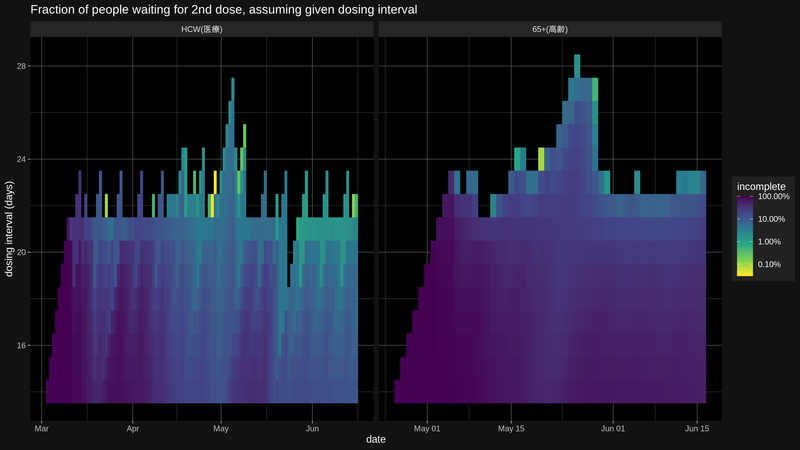 Fraction of people waiting for 2nd dose, assuming given dosing interval
HCW(医療)
65+(高齢)
dosing interval (days)
28
24
20
16
incomplete
100.00%
10.00%
1.00%
0.10%
Mar
Apr
May
Jun
May 01
May 15
Jun 01
Jun 15
date